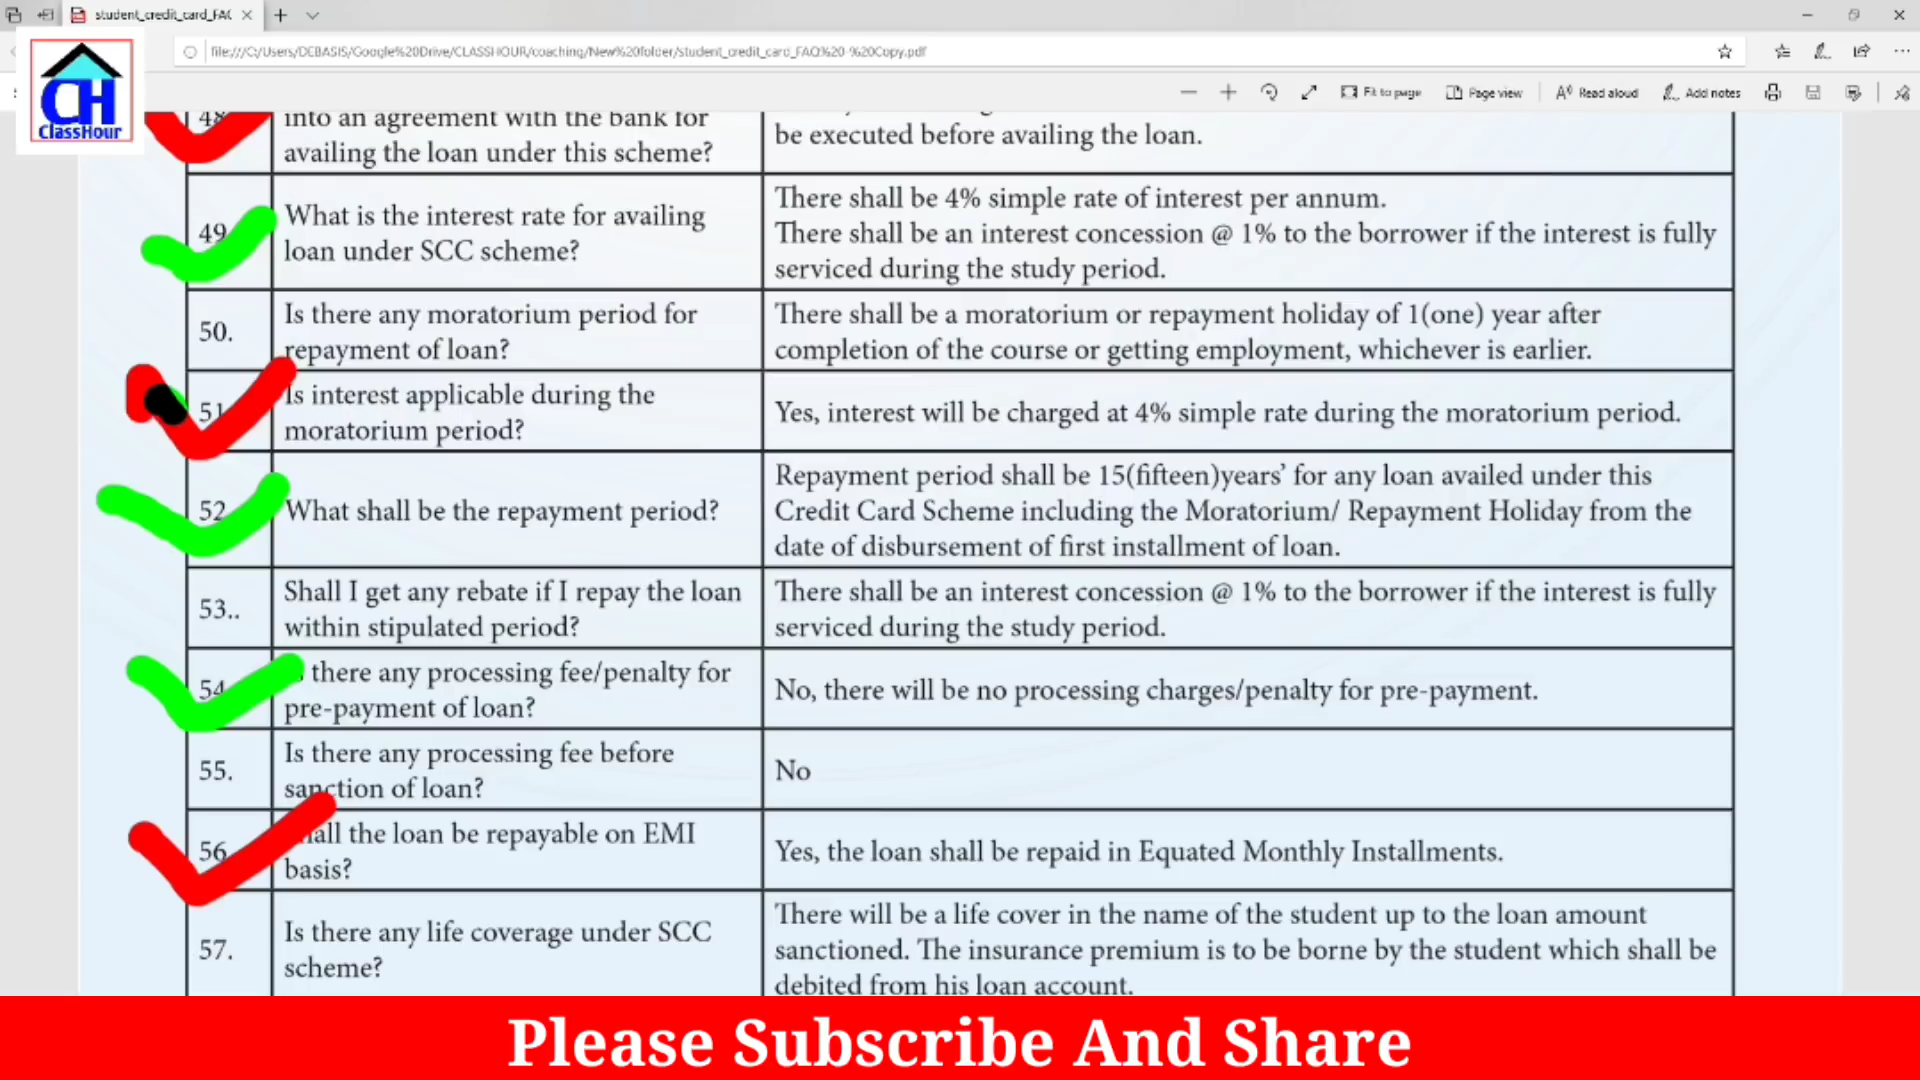 student_credit_card_FAQ
file:///C:/Users/DEBASIS/Google%20Drive/CLASSHOUR/coaching/New%20folder/student_credit_card_FAQ%20-%20Copy.pdf
Fit to page
Page view
Read aloud
Add notes
CH
ClassHour
48
into an agreement with the bank for
availing the loan under this scheme?
be executed before availing the loan.
49
What is the interest rate for availing
loan under SCC scheme?
There shall be 4% simple rate of interest per annum.
There shall be an interest concession @ 1% to the borrower if the interest is fully
serviced during the study period.
50.
Is there any moratorium period for
repayment of loan?
There shall be a moratorium or repayment holiday of 1(one) year after
completion of the course or getting employment, whichever is earlier.
51
Is interest applicable during the
moratorium period?
Yes, interest will be charged at 4% simple rate during the moratorium period.
52
What shall be the repayment period?
Repayment period shall be 15(fifteen)years’ for any loan availed under this
Credit Card Scheme including the Moratorium/ Repayment Holiday from the
date of disbursement of first installment of loan.
53..
Shall I get any rebate if I repay the loan
within stipulated period?
There shall be an interest concession @ 1% to the borrower if the interest is fully
serviced during the study period.
54
there any processing fee/penalty for
pre-payment of loan?
No, there will be no processing charges/penalty for pre-payment.
55.
Is there any processing fee before
sanction of loan?
No
56
Shall the loan be repayable on EMI
basis?
Yes, the loan shall be repaid in Equated Monthly Installments.
57.
Is there any life coverage under SCC
scheme?
There will be a life cover in the name of the student up to the loan amount
sanctioned. The insurance premium is to be borne by the student which shall be
debited from his loan account.
Please Subscribe And Share